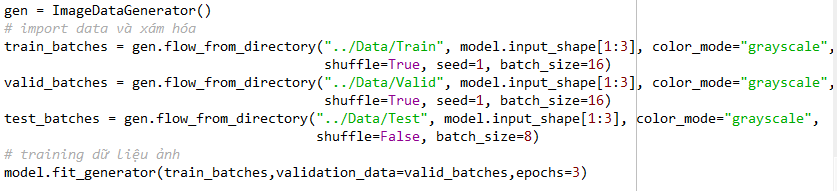 gen = ImageDataGenerator()
# import data và xám hóa
train_batches = gen.flow_from_directory("../Data/Train", model.input_shape[1:3], color_mode="grayscale",
shuffle=True, seed=1, batch_size=16)
valid_batches = gen.flow_from_directory("../Data/Valid", model.input_shape[1:3], color_mode="grayscale",
shuffle=True, seed=1, batch_size=16)
test_batches = gen.flow_from_directory("../Data/Test", model.input_shape[1:3], color_mode="grayscale",
shuffle=False, batch_size=8)
# training dữ liệu ảnh
model.fit_generator(train_batches,validation_data=valid_batches,epochs=3)